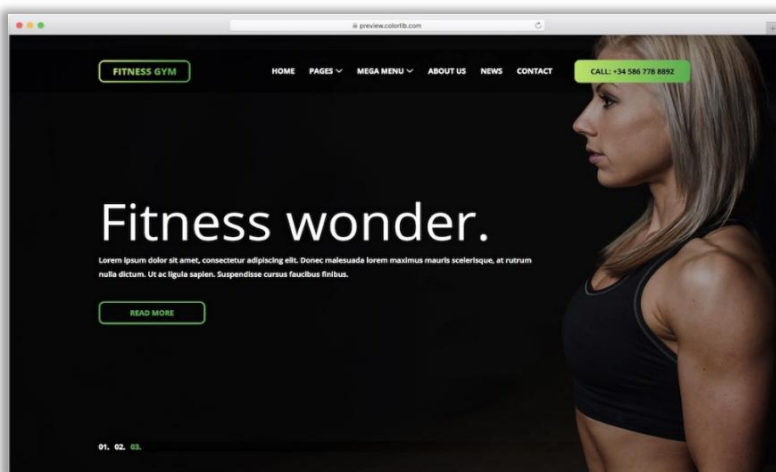 preview.colorlib.com
FITNESS GYM
HOME PAGES MEGA MENU ABOUT US NEWS CONTACT
CALL: +34 586 778 8892
Fitness wonder.
Lorem ipsum dolor sit amet, consectetur adipiscing elit. Donec malesuada lorem maximus mauris scelerisque, at rutrum
nulla dictum. Ut ac ligula sapien. Suspendisse cursus faucibus finibus.
READ MORE
01. 02. 03.